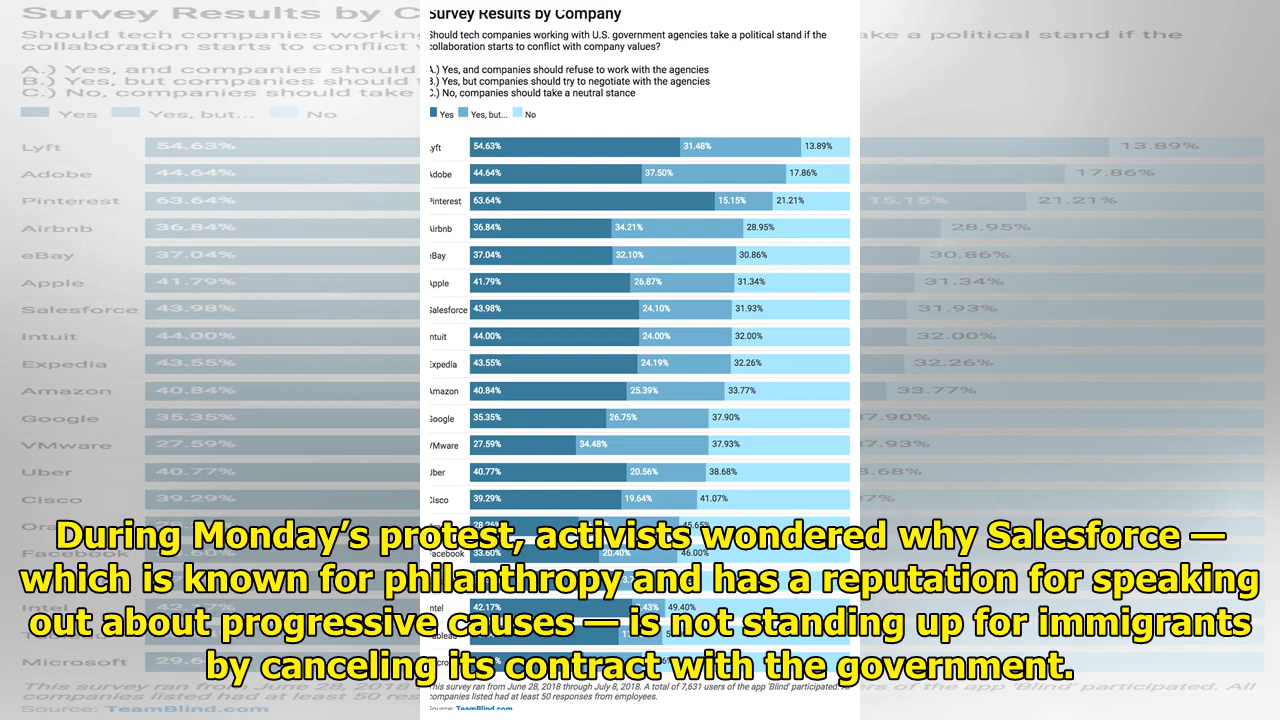 Survey Results by Company
Should tech companies working with U.S. government agencies take a political stand if the
collaboration starts to conflict with company values?
A.) Yes, and companies should refuse to work with the agencies
B.) Yes, but companies should try to negotiate with the agencies
C.) No, companies should take a neutral stance
Yes Yes, but... No
Lyft 54.63% 31.48% 13.89%
Adobe 44.64% 37.50% 17.86%
Pinterest 63.64% 15.15% 21.21%
Airbnb 36.84% 34.21% 28.95%
eBay 37.04% 32.10% 30.86%
Apple 41.79% 26.87% 31.34%
Salesforce 43.98% 24.10% 31.93%
Intuit 44.00% 24.00% 32.00%
Expedia 43.55% 24.19% 32.26%
Amazon 40.84% 25.39% 33.77%
Google 35.35% 26.75% 37.90%
VMware 27.59% 34.48% 37.93%
Uber 40.77% 20.56% 38.68%
Cisco 39.29% 19.64% 41.07%
28.26% 45.65%
Facebook 33.60% 20.40% 46.00%
Intel 42.17% 8.43% 49.40%
Tableau
Microsoft
During Monday’s protest, activists wondered why Salesforce —
which is known for philanthropy and has a reputation for speaking
out about progressive causes — is not standing up for immigrants
by canceling its contract with the government.
This survey ran from June 28, 2018 through July 8, 2018. A total of 7,631 users of the app 'Blind' participated. All
companies listed had at least 50 responses from employees.
Source: TeamBlind.com